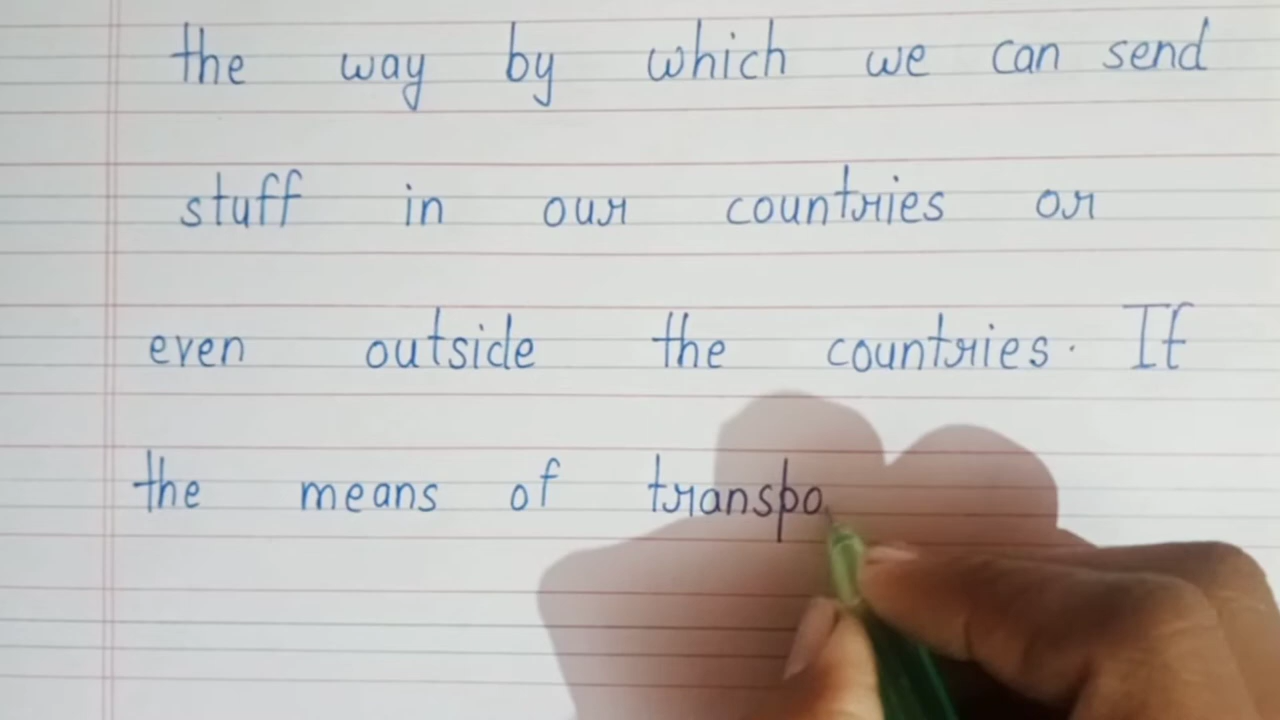 the way by which we can send
stuff in our countries or
even outside the countries. If
the means of transpo